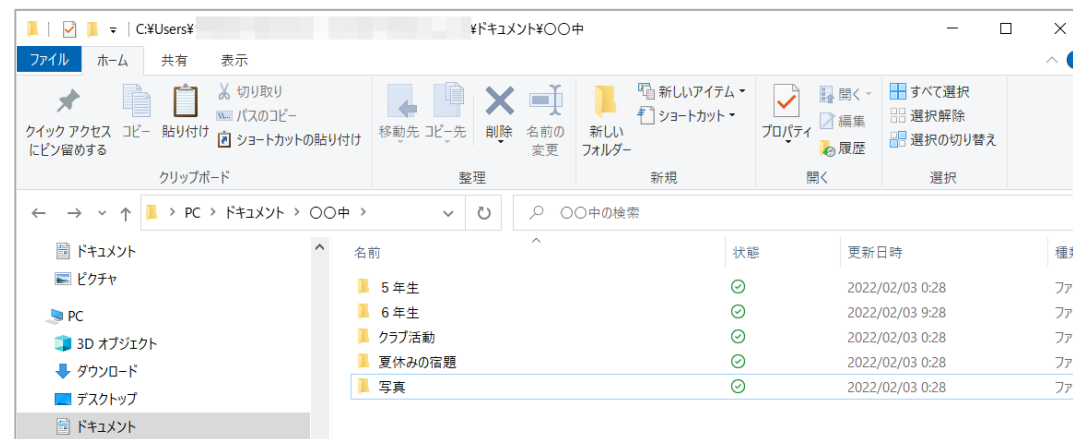 C:¥Users¥ ¥ドキュメント¥〇〇中
ファイル ホーム 共有 表示
クイック アクセス
にピン留めする
コピー
貼り付け
切り取り
パスのコピー
ショートカットの貼り付け
クリップボード
移動先
コピー先
削除
名前の
変更
整理
新しい
フォルダー
新しいアイテム
ショートカット
新規
プロパティ
開く
編集
履歴
開く
すべて選択
選択解除
選択の切り替え
選択
PC ドキュメント 〇〇中
〇〇中の検索
ドキュメント
ピクチャ
PC
3D オブジェクト
ダウンロード
デスクトップ
ドキュメント
名前 状態 更新日時
5年生 2022/02/03 0:28 ファ
6年生 2022/02/03 9:28 ファ
クラブ活動 2022/02/03 0:28 ファ
夏休みの宿題 2022/02/03 0:28 ファ
写真 2022/02/03 0:28 ファ